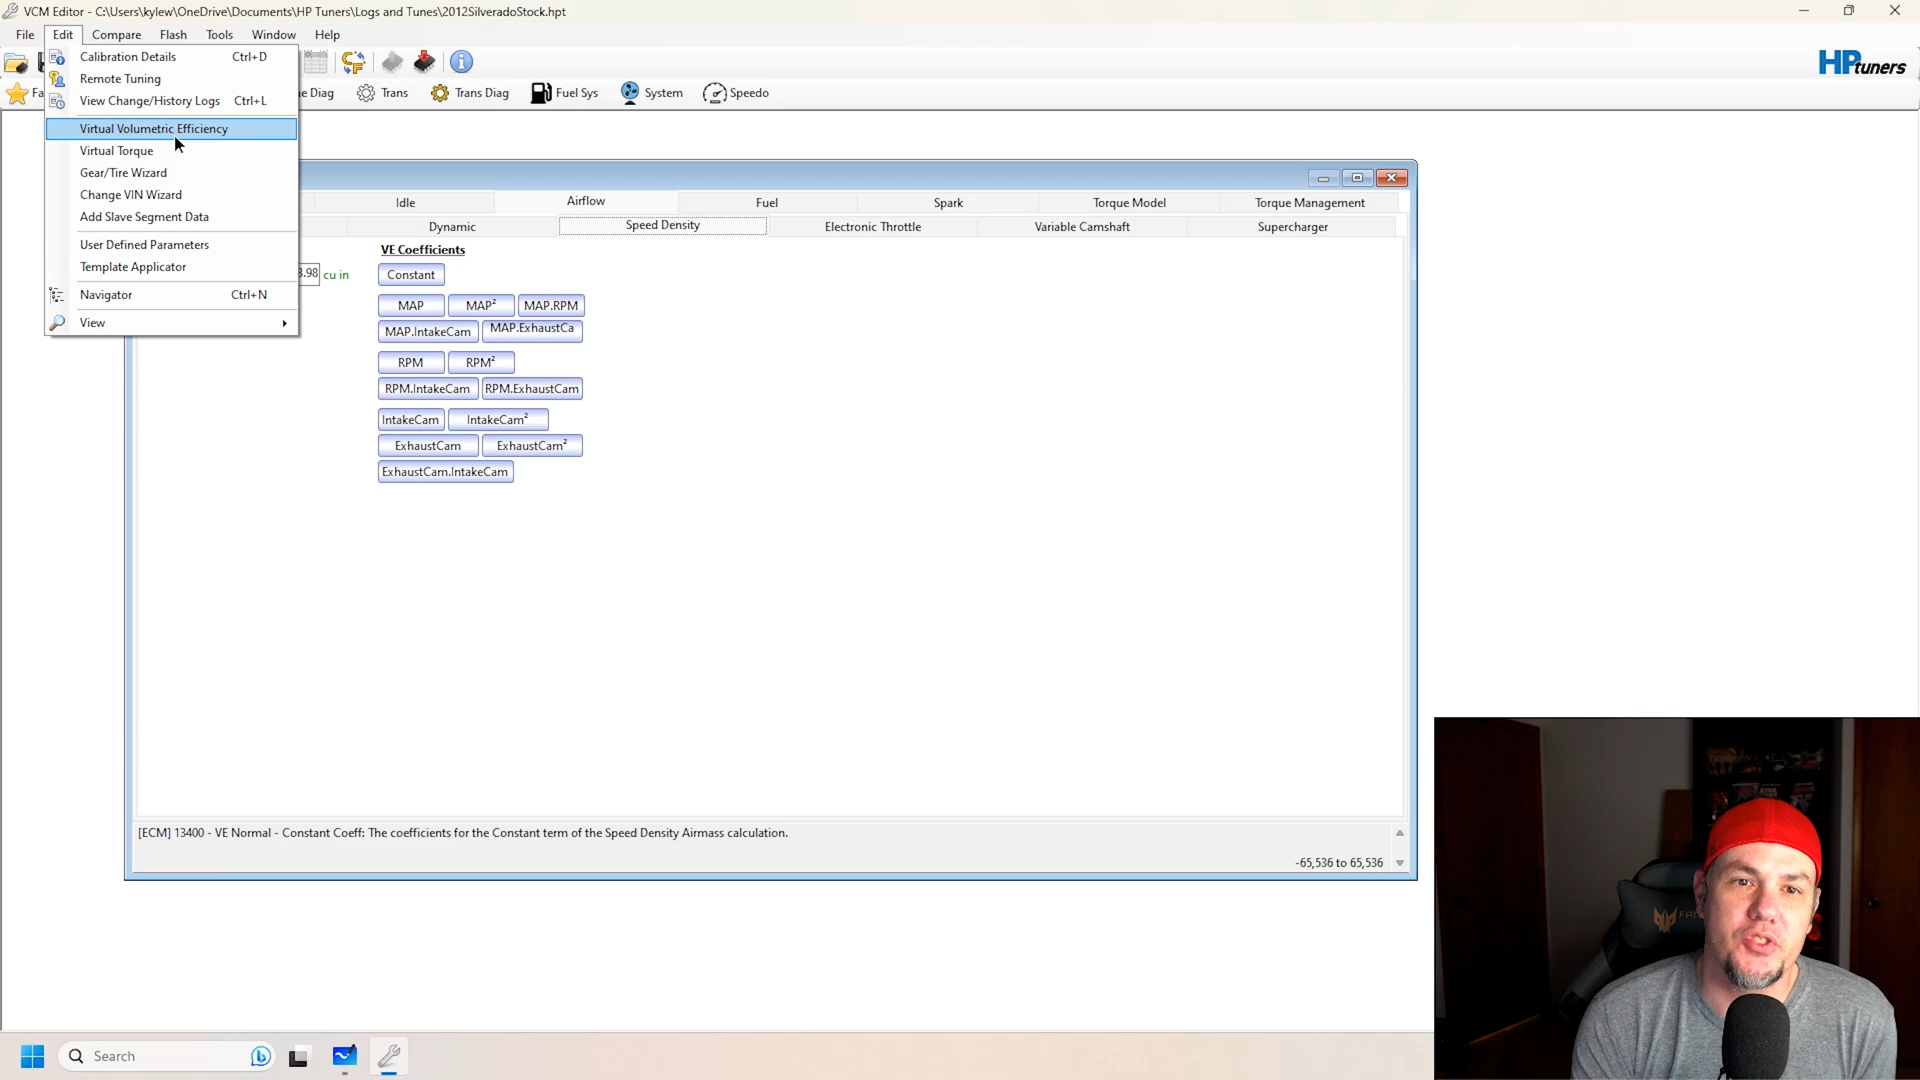 VCM Editor - C:\Users\kylew\OneDrive\Documents\HP Tuners\Logs and Tunes\2012SilveradoStock.hpt
File Edit Compare Flash Tools Window Help
HPtuners
Calibration Details Ctrl+D
Remote Tuning
View Change/History Logs Ctrl+L
Virtual Volumetric Efficiency
Virtual Torque
Gear/Tire Wizard
Change VIN Wizard
Add Slave Segment Data
User Defined Parameters
Template Applicator
Navigator Ctrl+N
View
Fa
e Diag Trans Trans Diag Fuel Sys System Speedo
Idle Airflow Fuel Spark Torque Model Torque Management
Dynamic Speed Density Electronic Throttle Variable Camshaft Supercharger
3.98 cu in
VE Coefficients
Constant
MAP MAP² MAP.RPM
MAP.IntakeCam MAP.ExhaustCa
RPM RPM²
RPM.IntakeCam RPM.ExhaustCam
IntakeCam IntakeCam²
ExhaustCam ExhaustCam²
ExhaustCam.IntakeCam
[ECM] 13400 - VE Normal - Constant Coeff: The coefficients for the Constant term of the Speed Density Airmass calculation.
-65,536 to 65,536
Search